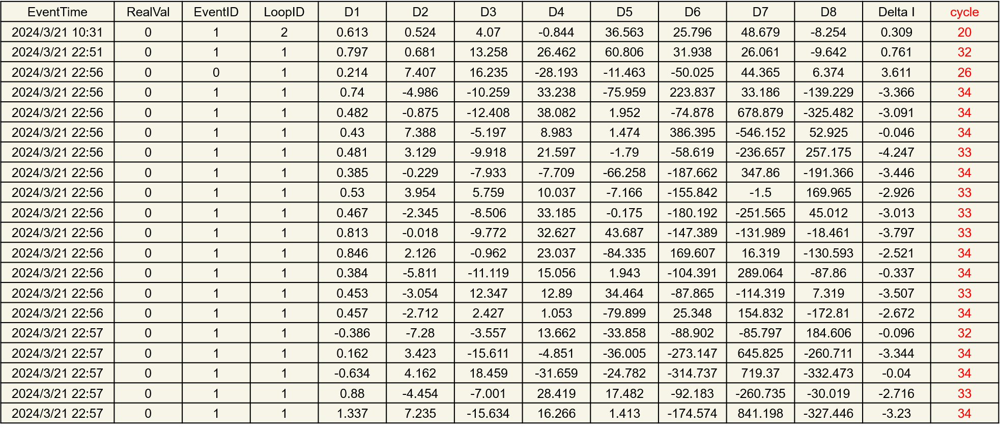 EventTime RealVal EventID LoopID D1 D2 D3 D4 D5 D6 D7 D8 Delta I cycle
2024/3/21 10:31 0 1 2 0.613 0.524 4.07 -0.844 36.563 25.796 48.679 -8.254 0.309 20
2024/3/21 22:51 0 1 1 0.797 0.681 13.258 26.462 60.806 31.938 26.061 -9.642 0.761 32
2024/3/21 22:56 0 0 1 0.214 7.407 16.235 -28.193 -11.463 -50.025 44.365 6.374 3.611 26
2024/3/21 22:56 0 1 1 0.74 -4.986 -10.259 33.238 -75.959 223.837 33.186 -139.229 -3.366 34
2024/3/21 22:56 0 1 1 0.482 -0.875 -12.408 38.082 1.952 -74.878 678.879 -325.482 -3.091 34
2024/3/21 22:56 0 1 1 0.43 7.388 -5.197 8.983 1.474 386.395 -546.152 52.925 -0.046 34
2024/3/21 22:56 0 1 1 0.481 3.129 -9.918 21.597 -1.79 -58.619 -236.657 257.175 -4.247 33
2024/3/21 22:56 0 1 1 0.385 -0.229 -7.933 -7.709 -66.258 -187.662 347.86 -191.366 -3.446 34
2024/3/21 22:56 0 1 1 0.53 3.954 5.759 10.037 -7.166 -155.842 -1.5 169.965 -2.926 33
2024/3/21 22:56 0 1 1 0.467 -2.345 -8.506 33.185 -0.175 -180.192 -251.565 45.012 -3.013 33
2024/3/21 22:56 0 1 1 0.813 -0.018 -9.772 32.627 43.687 -147.389 -131.989 -18.461 -3.797 33
2024/3/21 22:56 0 1 1 0.846 2.126 -0.962 23.037 -84.335 169.607 16.319 -130.593 -2.521 34
2024/3/21 22:56 0 1 1 0.384 -5.811 -11.119 15.056 1.943 -104.391 289.064 -87.86 -0.337 34
2024/3/21 22:56 0 1 1 0.453 -3.054 12.347 12.89 34.464 -87.865 -114.319 7.319 -3.507 33
2024/3/21 22:56 0 1 1 0.457 -2.712 2.427 1.053 -79.899 25.348 154.832 -172.81 -2.672 34
2024/3/21 22:57 0 1 1 -0.386 -7.28 -3.557 13.662 -33.858 -88.902 -85.797 184.606 -0.096 32
2024/3/21 22:57 0 1 1 0.162 3.423 -15.611 -4.851 -36.005 -273.147 645.825 -260.711 -3.344 34
2024/3/21 22:57 0 1 1 -0.634 4.162 18.459 -31.659 -24.782 -314.737 719.37 -332.473 -0.04 34
2024/3/21 22:57 0 1 1 0.88 -4.454 -7.001 28.419 17.482 -92.183 -260.735 -30.019 -2.716 33
2024/3/21 22:57 0 1 1 1.337 7.235 -15.634 16.266 1.413 -174.574 841.198 -327.446 -3.23 34